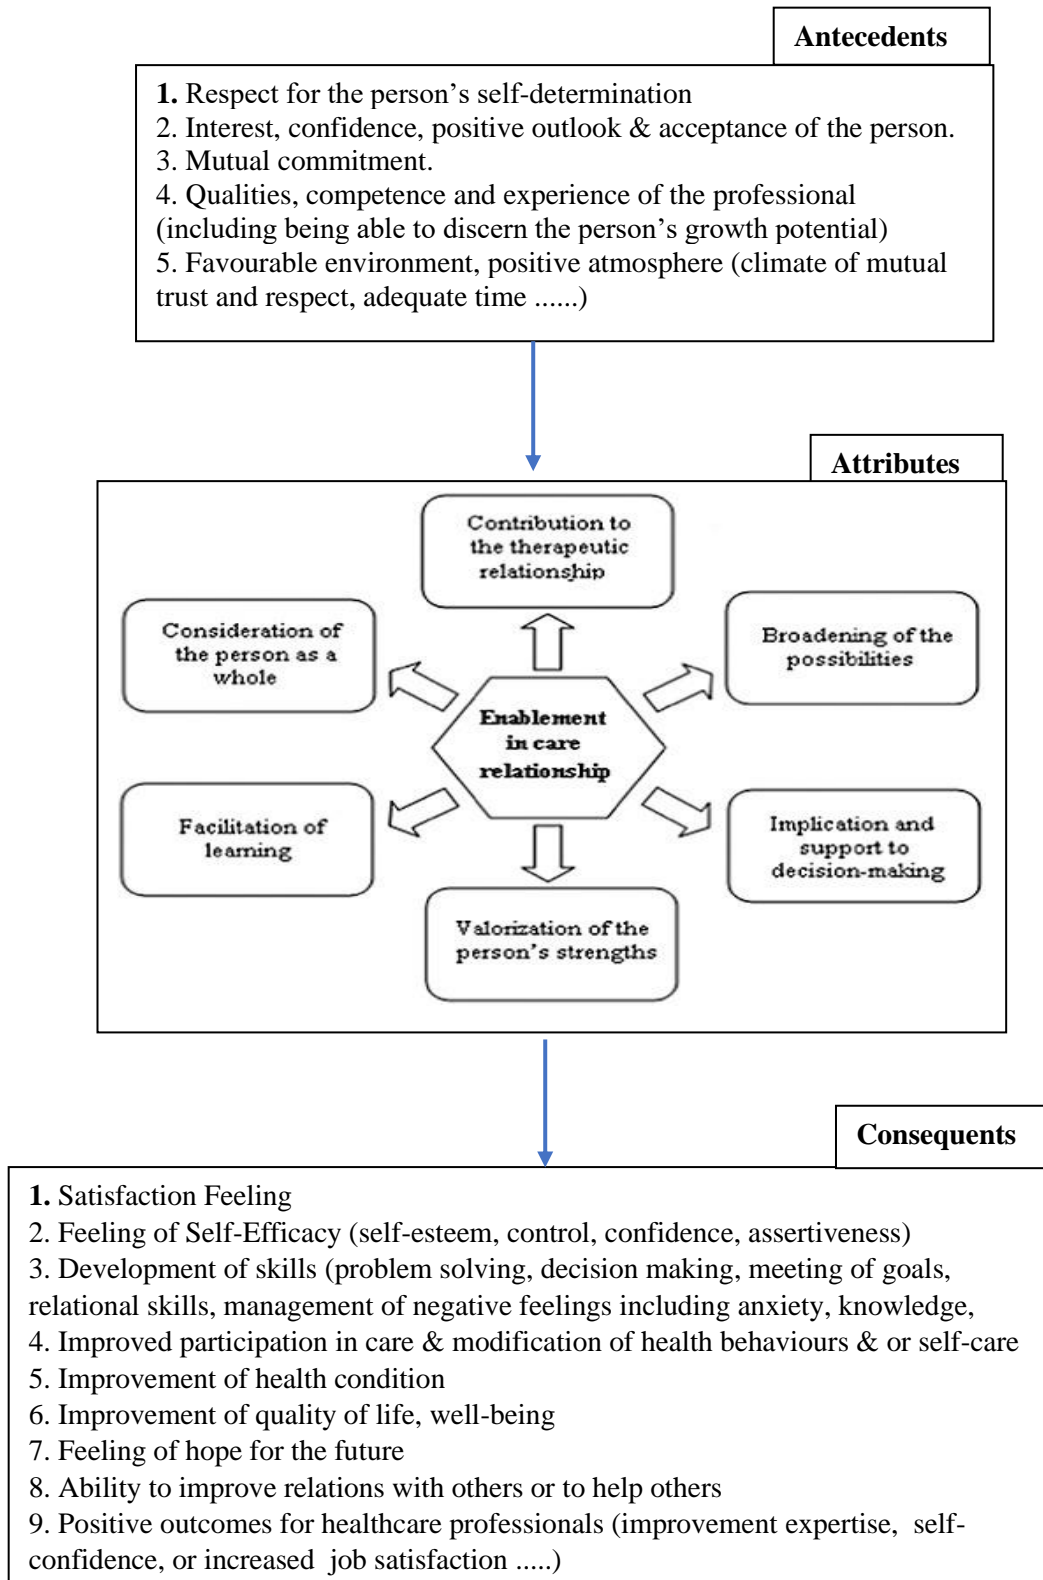 Antecedents
1. Respect for the person’s self-determination
2. Interest, confidence, positive outlook & acceptance of the person.
3. Mutual commitment.
4. Qualities, competence and experience of the professional
(including being able to discern the person’s growth potential)
5. Favourable environment, positive atmosphere (climate of mutual
trust and respect, adequate time ......)
Attributes
Contribution to
the therapeutic
relationship
Consideration of
the person as a
whole
Broadening of the
possibilities
Enablement
in care
relationship
Facilitation of
learning
Implication and
support to
decision-making
Valorization of the
person's strengths
Consequents
1. Satisfaction Feeling
2. Feeling of Self-Efficacy (self-esteem, control, confidence, assertiveness)
3. Development of skills (problem solving, decision making, meeting of goals,
relational skills, management of negative feelings including anxiety, knowledge,
4. Improved participation in care & modification of health behaviours & or self-care
5. Improvement of health condition
6. Improvement of quality of life, well-being
7. Feeling of hope for the future
8. Ability to improve relations with others or to help others
9. Positive outcomes for healthcare professionals (improvement expertise,  self-
confidence, or increased  job satisfaction .....)